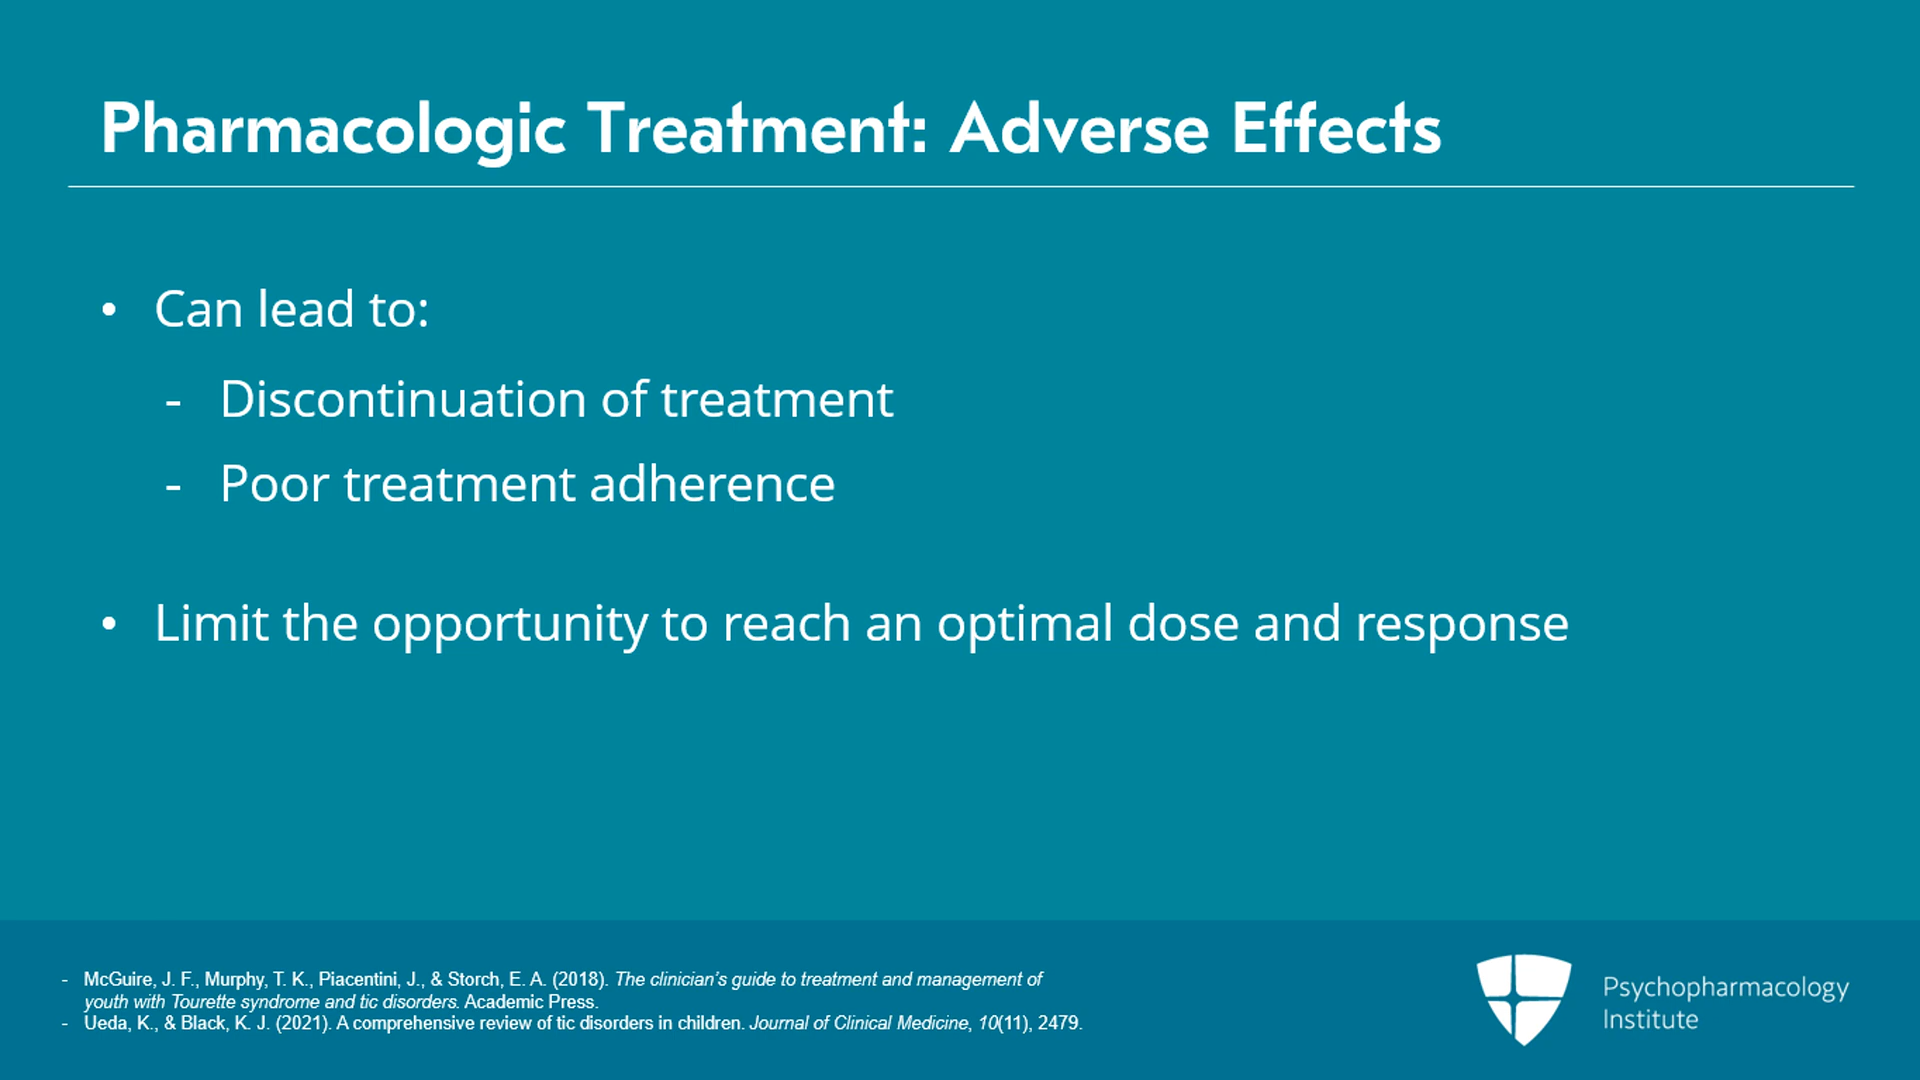 Pharmacologic Treatment: Adverse Effects
• Can lead to:
- Discontinuation of treatment
- Poor treatment adherence
• Limit the opportunity to reach an optimal dose and response
- McGuire, J. F., Murphy, T. K., Piacentini, J., & Storch, E. A. (2018). The clinician’s guide to treatment and management of
youth with Tourette syndrome and tic disorders. Academic Press.
- Ueda, K., & Black, K. J. (2021). A comprehensive review of tic disorders in children. Journal of Clinical Medicine, 10(11), 2479.
Psychopharmacology
Institute